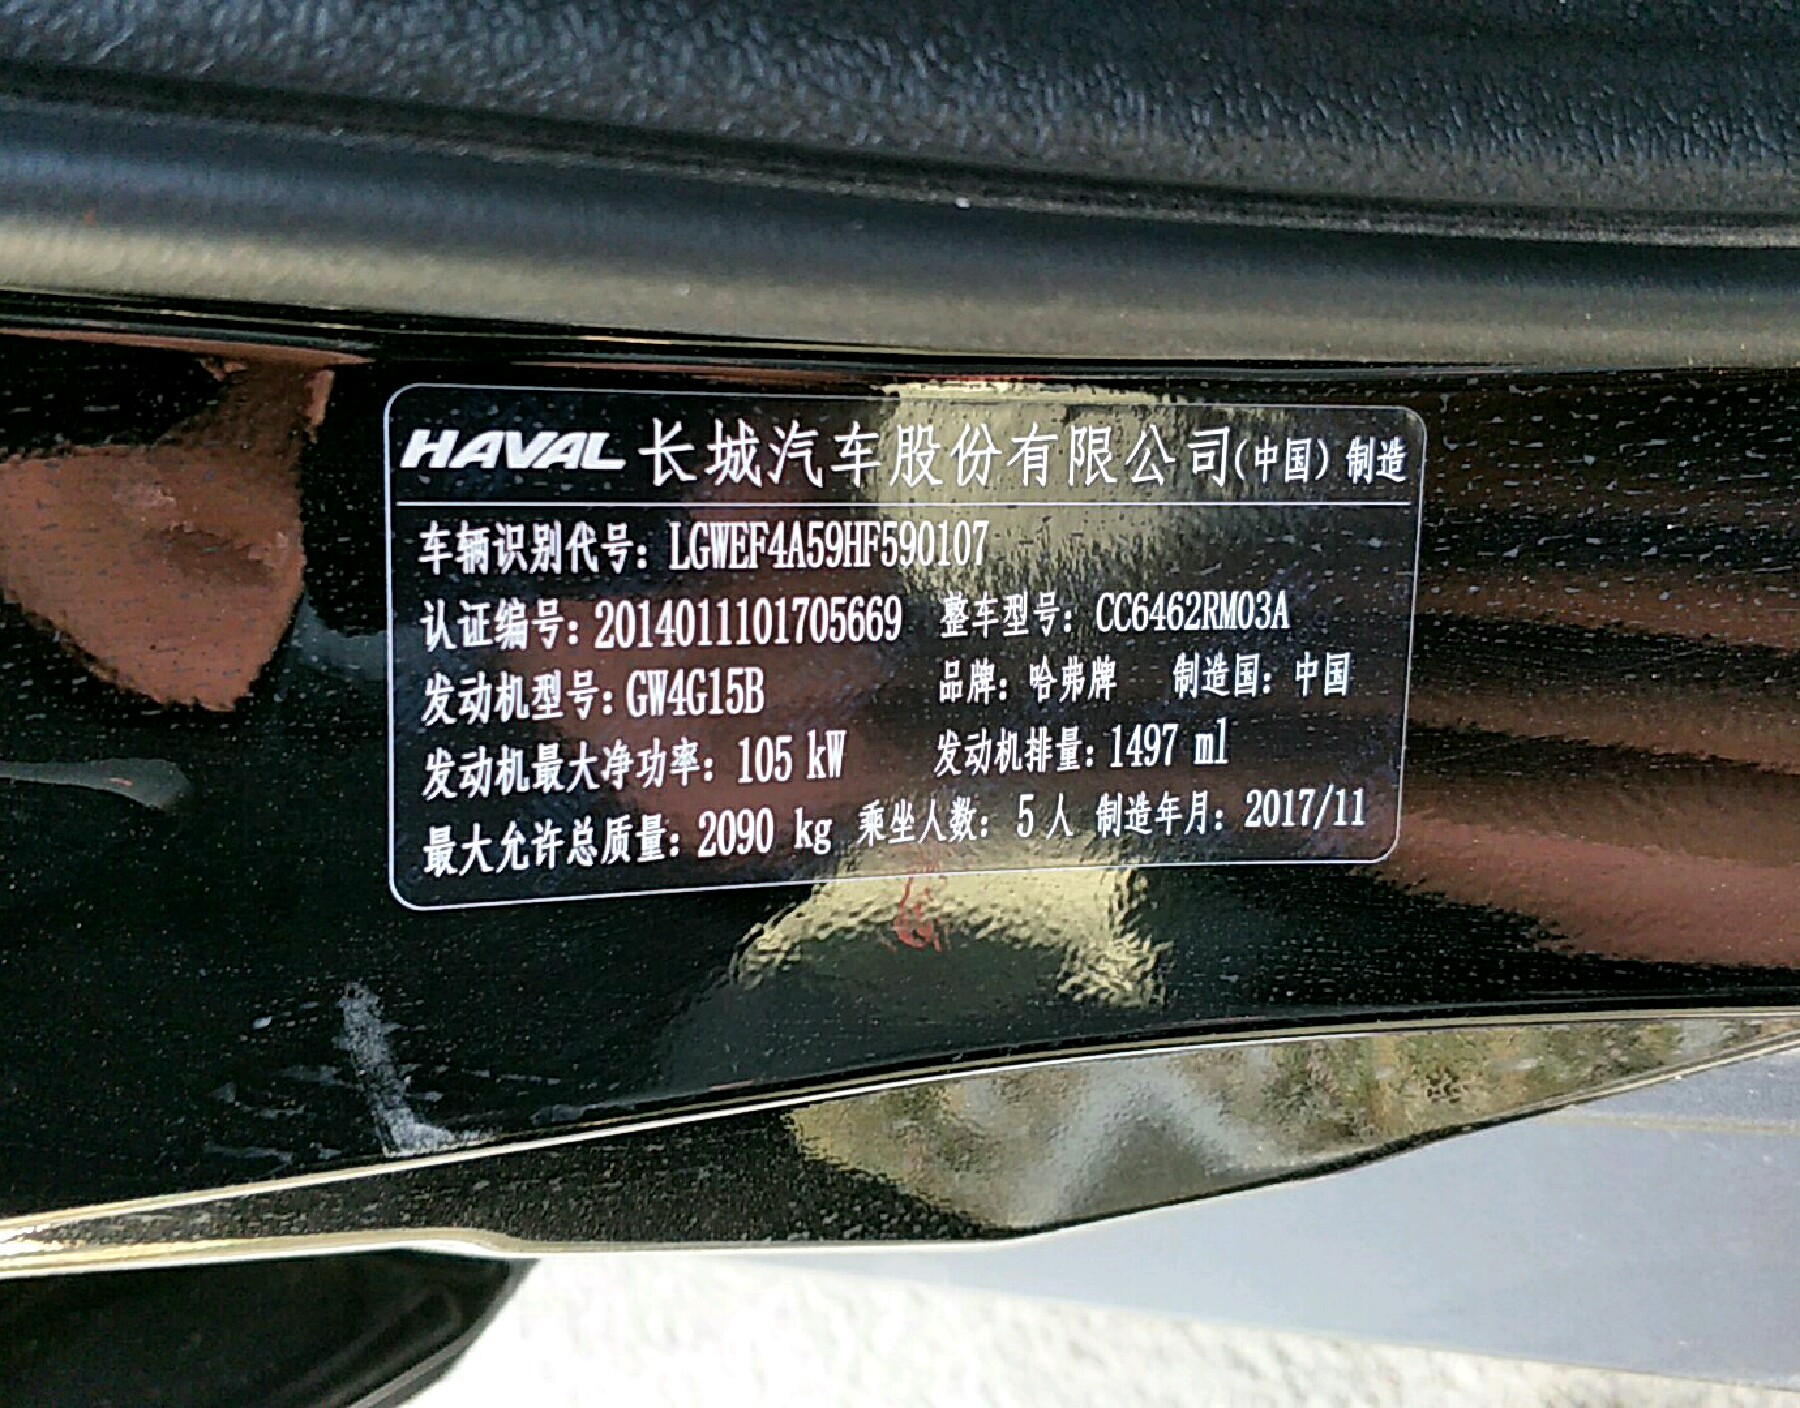 HAVAL 长城汽车股份有限公司(中国)制造
车辆识别代号：LGWEF4A59HF590107
认证编号：2014011101705669 整车型号：CC6462RM03A
发动机型号：GW4G15B 品牌：哈弗牌 制造国：中国
发动机最大净功率：105 kW 发动机排量：1497 ml
最大允许总质量：2090 kg 乘坐人数：5人 制造年月：2017/11